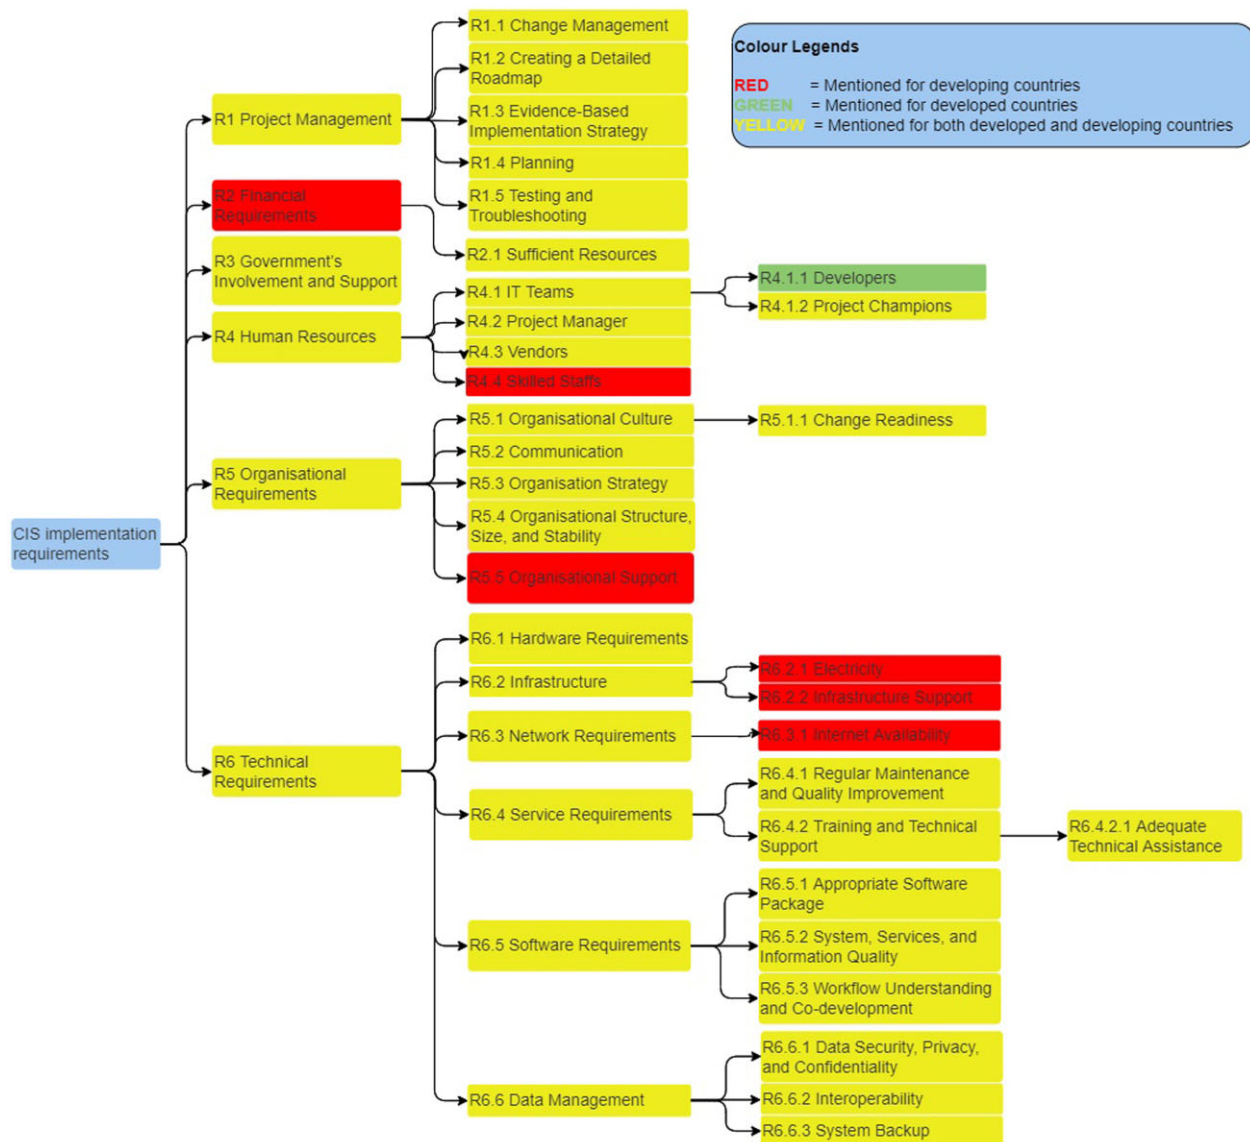 R1.1 Change Management
R1.2 Creating a Detailed
Roadmap
R1 Project Management
R1.3 Evidence-Based
Implementation Strategy
R1.4 Planning
R1.5 Testing and
Troubleshooting
R2 Financial
Requirements
R2.1 Sufficient Resources
R3 Government's
Involvement and Support
R4 Human Resources
R4.1 IT Teams
R4.1.1 Developers
R4.1.2 Project Champions
R4.2 Project Manager
R4.3 Vendors
R4.4 Skilled Staffs
R5 Organisational
Requirements
R5.1 Organisational Culture
R5.1.1 Change Readiness
R5.2 Communication
R5.3 Organisation Strategy
R5.4 Organisational Structure,
Size, and Stability
R5.5 Organisational Support
CIS implementation
requirements
R6 Technical
Requirements
R6.1 Hardware Requirements
R6.2 Infrastructure
R6.2.1 Electricity
R6.2.2 Infrastructure Support
R6.3 Network Requirements
R6.3.1 Internet Availability
R6.4 Service Requirements
R6.4.1 Regular Maintenance
and Quality Improvement
R6.4.2 Training and Technical
Support
R6.4.2.1 Adequate
Technical Assistance
R6.5 Software Requirements
R6.5.1 Appropriate Software
Package
R6.5.2 System, Services, and
Information Quality
R6.5.3 Workflow Understanding
and Co-development
R6.6 Data Management
R6.6.1 Data Security, Privacy,
and Confidentiality
R6.6.2 Interoperability
R6.6.3 System Backup
Colour Legends
RED = Mentioned for developing countries
GREEN = Mentioned for developed countries
YELLOW = Mentioned for both developed and developing countries